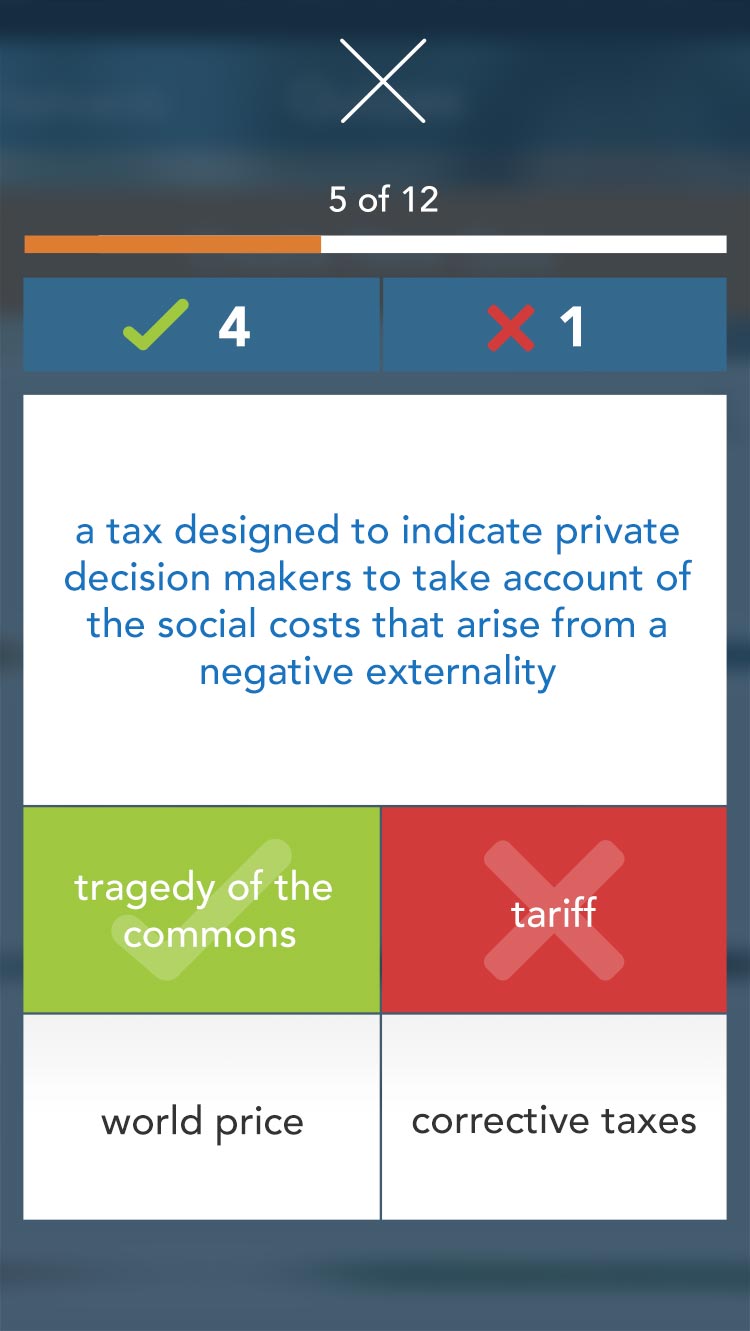 5 of 12
4
1
a tax designed to indicate private
decision makers to take account of
the social costs that arise from a
negative externality
tragedy of the
commons
tariff
world price
corrective taxes